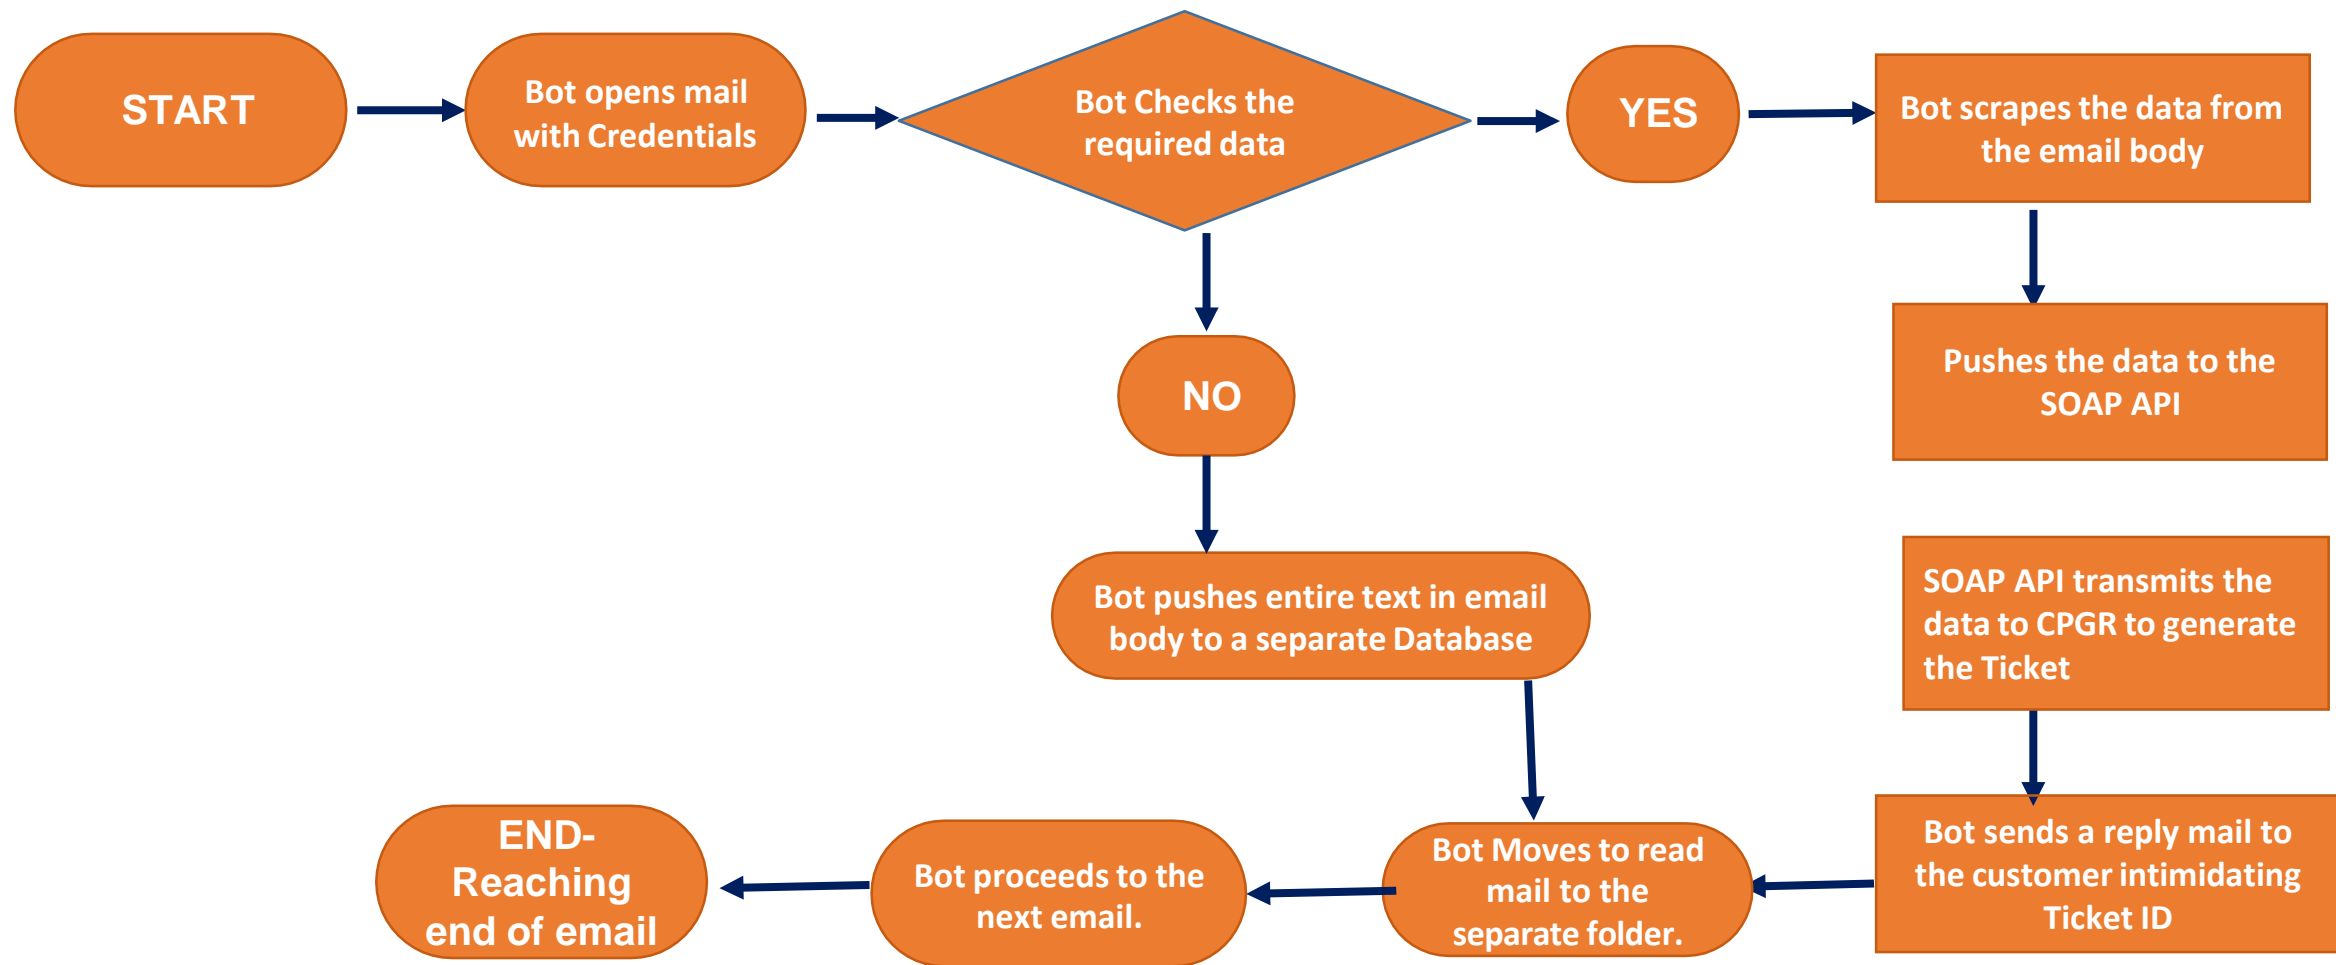 START
Bot opens mail
with Credentials
Bot Checks the
required data
YES
Bot scrapes the data from
the email body
Pushes the data to the
SOAP API
NO
Bot pushes entire text in email
body to a separate Database
SOAP API transmits the
data to CPGR to generate
the Ticket
Bot sends a reply mail to
the customer intimidating
Ticket ID
Bot Moves to read
mail to the
separate folder.
Bot proceeds to the
next email.
END-
Reaching
end of email